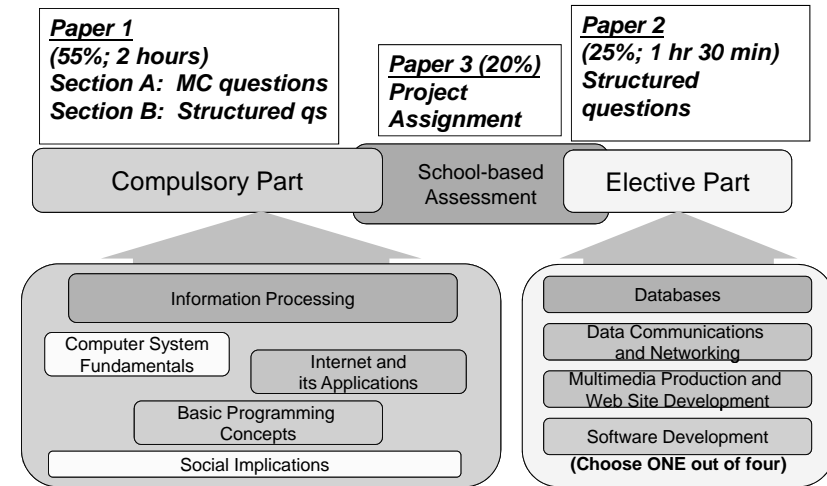 Paper 1
(55%; 2 hours)
Section A:  MC questions
Section B:  Structured qs
Paper 3 (20%)
Project
Assignment
Paper 2
(25%; 1 hr 30 min)
Structured
questions
Compulsory Part
School-based
Assessment
Elective Part
Information Processing
Computer System
Fundamentals
Internet and
its Applications
Basic Programming
Concepts
Social Implications
Databases
Data Communications
and Networking
Multimedia Production and
Web Site Development
Software Development
(Choose ONE out of four)